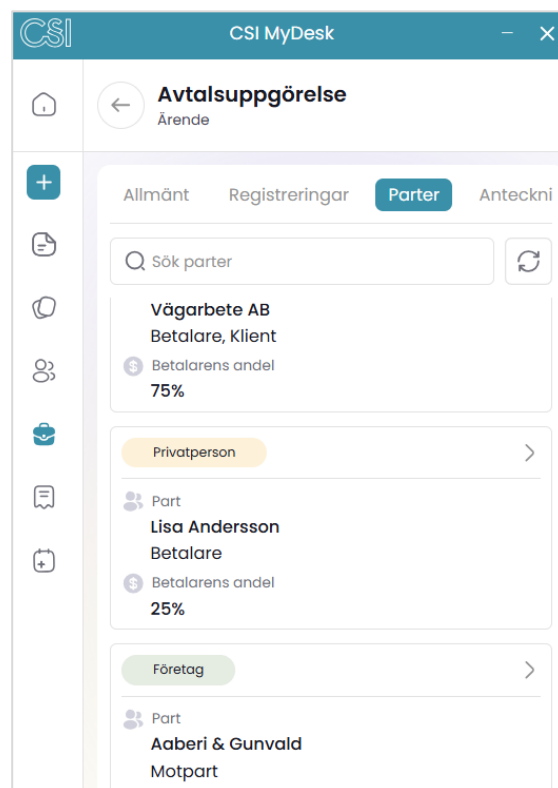 CSI
CSI MyDesk
Avtalsuppgörelse
Ärende
Allmänt Registreringar Parter Anteckni
Sök parter
Vägarbete AB
Betalare, Klient
Betalarens andel
75%
Privatperson
Part
Lisa Andersson
Betalare
Betalarens andel
25%
Företag
Part
Aaberi & Gunvald
Motpart